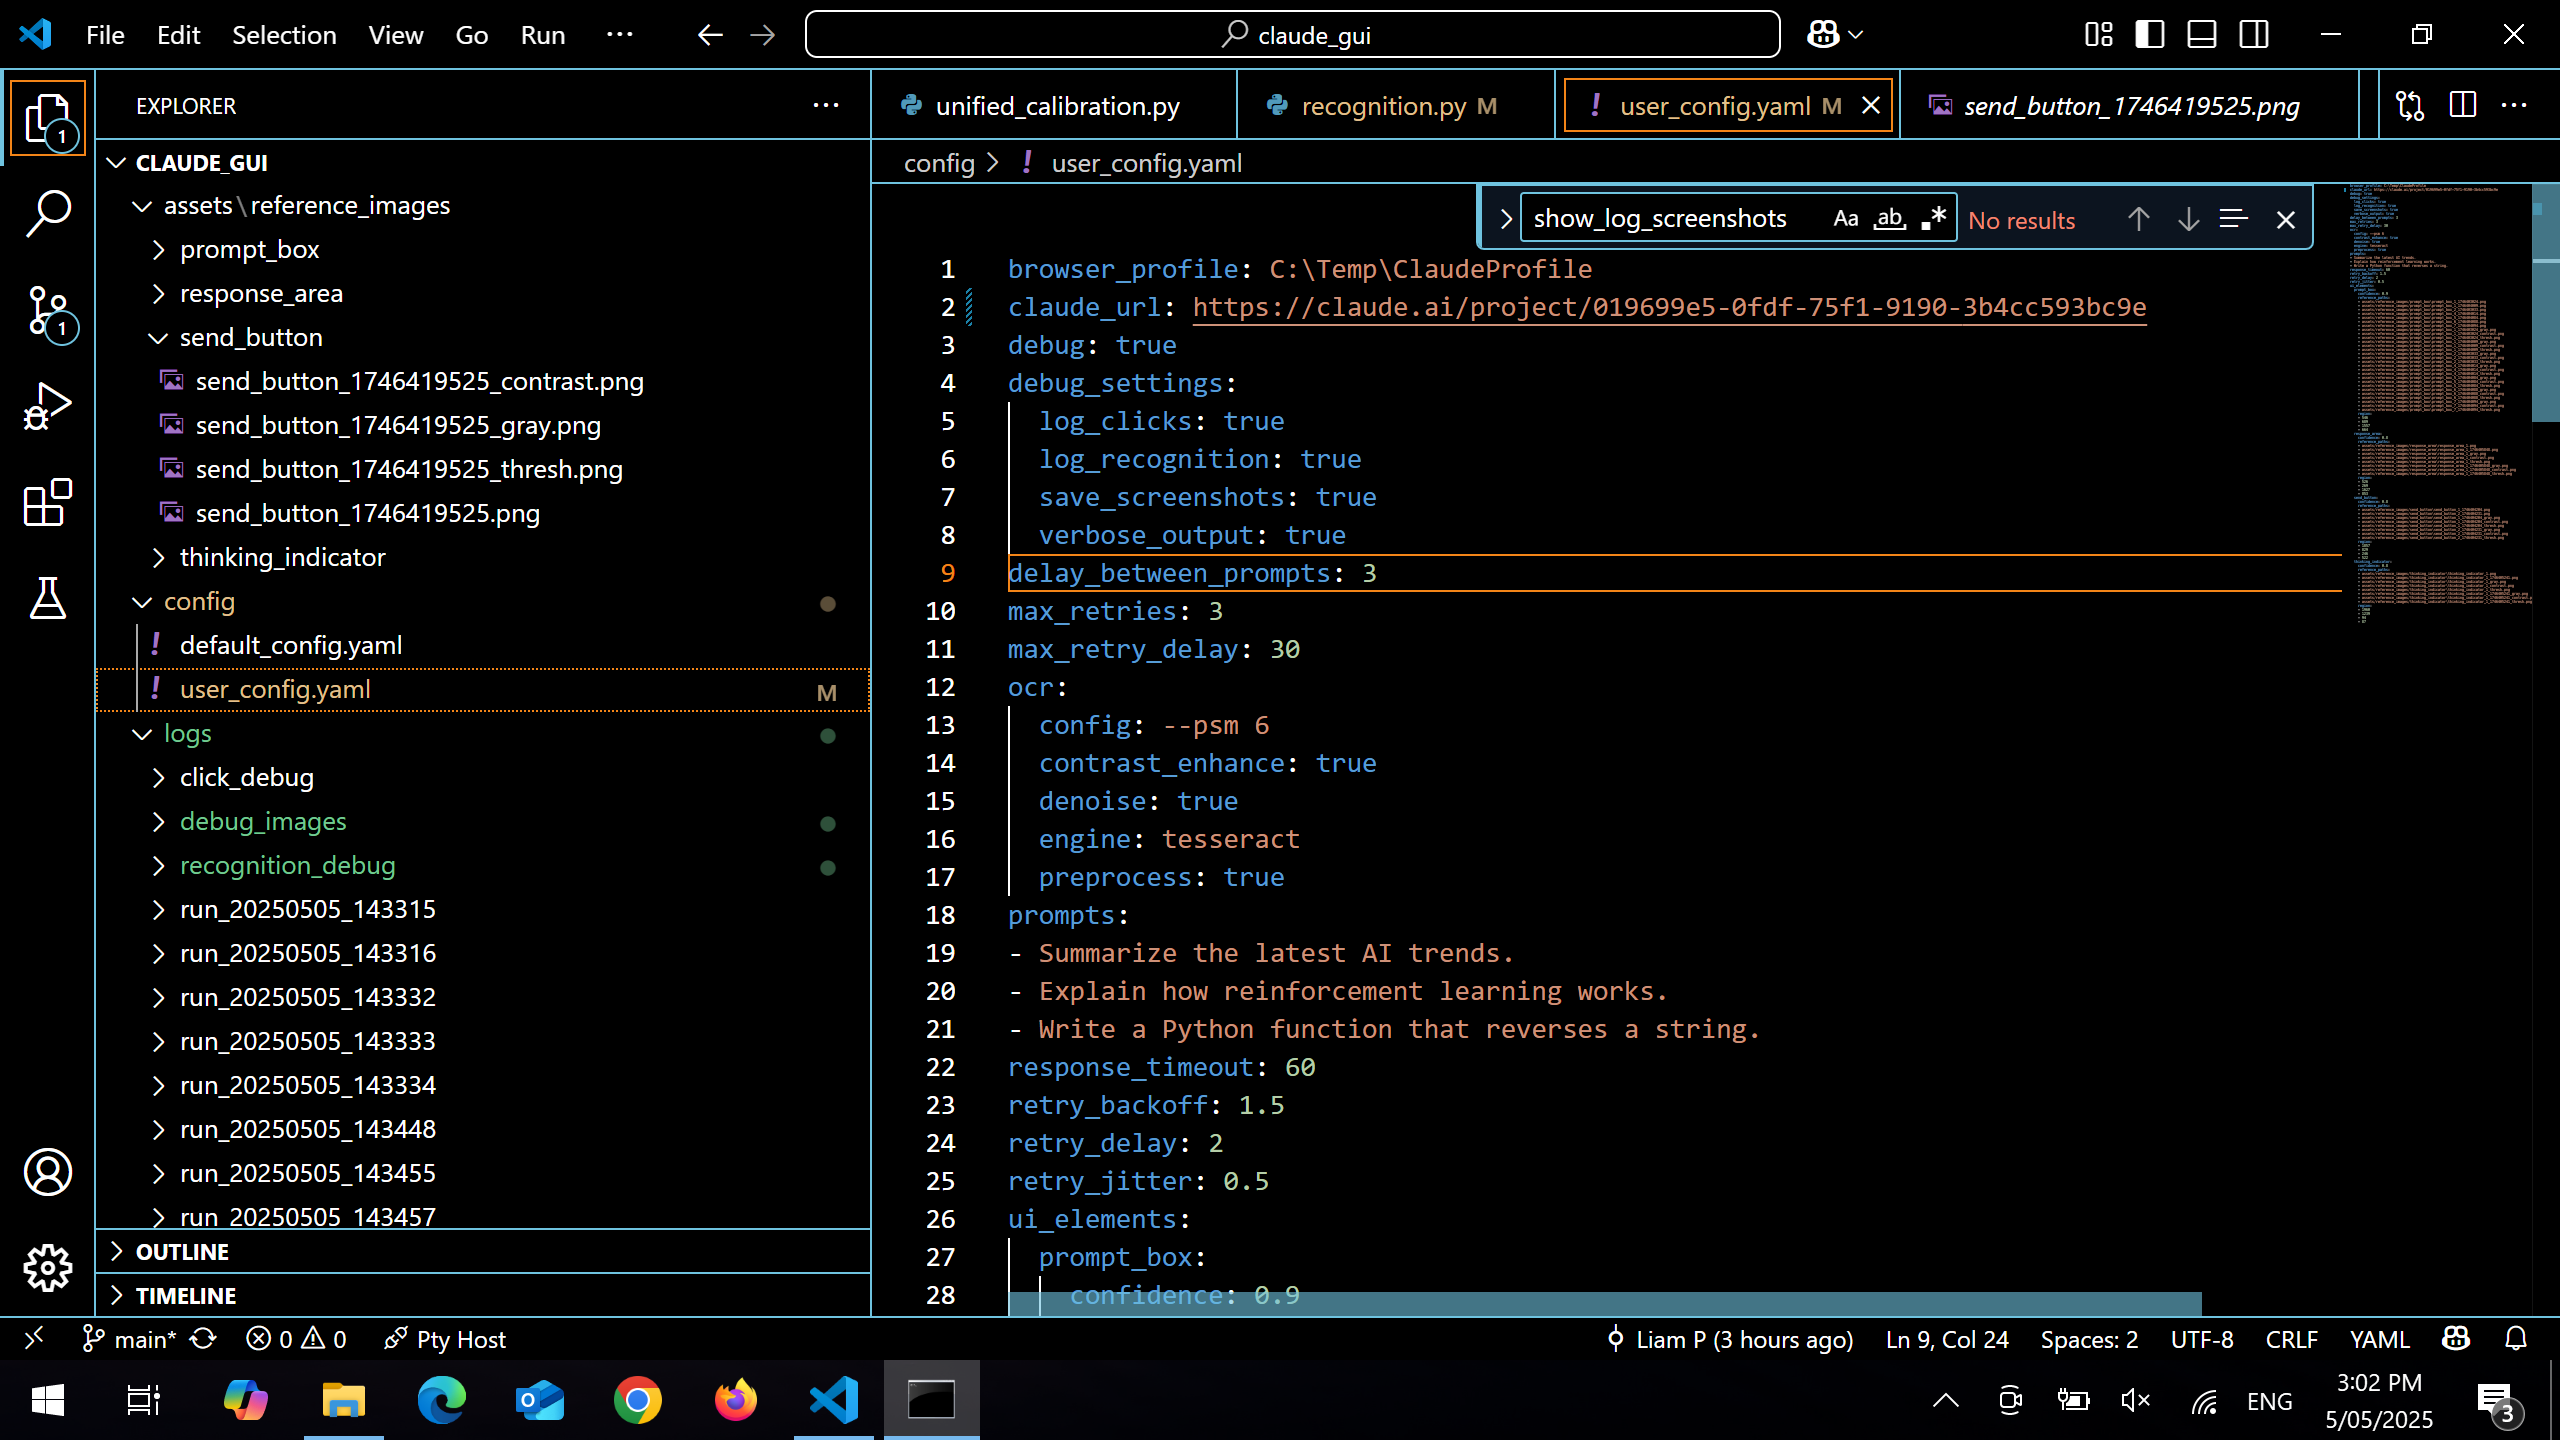 File Edit Selection View Go Run ···
claude_gui
EXPLORER
unified_calibration.py
recognition.py M
! user_config.yaml M
send_button_1746419525.png
CLAUDE_GUI
config > ! user_config.yaml
assets\reference_images
prompt_box
response_area
send_button
send_button_1746419525_contrast.png
send_button_1746419525_gray.png
send_button_1746419525_thresh.png
send_button_1746419525.png
thinking_indicator
config
! default_config.yaml
! user_config.yaml M
logs
click_debug
debug_images
recognition_debug
run_20250505_143315
run_20250505_143316
run_20250505_143332
run_20250505_143333
run_20250505_143334
run_20250505_143448
run_20250505_143455
run_20250505_143457
OUTLINE
TIMELINE
show_log_screenshots Aa ab .* No results
1 browser_profile: C:\Temp\ClaudeProfile
2 claude_url: https://claude.ai/project/019699e5-0fdf-75f1-9190-3b4cc593bc9e
3 debug: true
4 debug_settings:
5 log_clicks: true
6 log_recognition: true
7 save_screenshots: true
8 verbose_output: true
9 delay_between_prompts: 3
10 max_retries: 3
11 max_retry_delay: 30
12 ocr:
13 config: --psm 6
14 contrast_enhance: true
15 denoise: true
16 engine: tesseract
17 preprocess: true
18 prompts:
19 - Summarize the latest AI trends.
20 - Explain how reinforcement learning works.
21 - Write a Python function that reverses a string.
22 response_timeout: 60
23 retry_backoff: 1.5
24 retry_delay: 2
25 retry_jitter: 0.5
26 ui_elements:
27 prompt_box:
28 confidence: 0.9
1
1
main* 0 0 Pty Host
Liam P (3 hours ago) Ln 9, Col 24 Spaces: 2 UTF-8 CRLF YAML
ENG
3:02 PM
5/05/2025
3